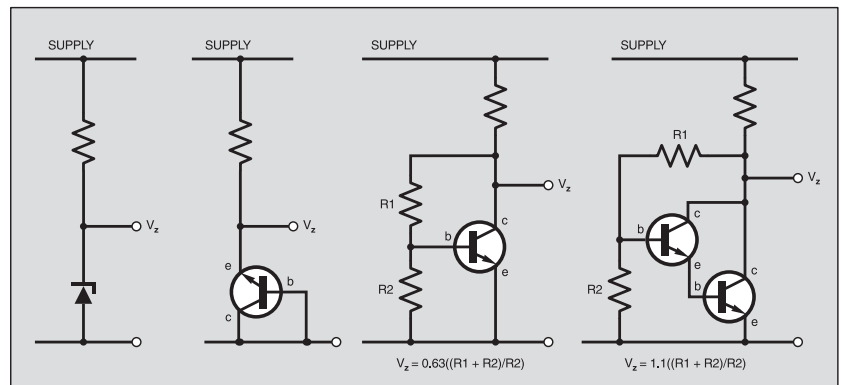 SUPPLY
SUPPLY
SUPPLY
SUPPLY
R1
Vz
Vz
e
b
c
R1
b
c
e
R2
Vz
b
c
e
R2
b
c
e
Vz
Vz = 0.63((R1 + R2)/R2)
Vz = 1.1((R1 + R2)/R2)